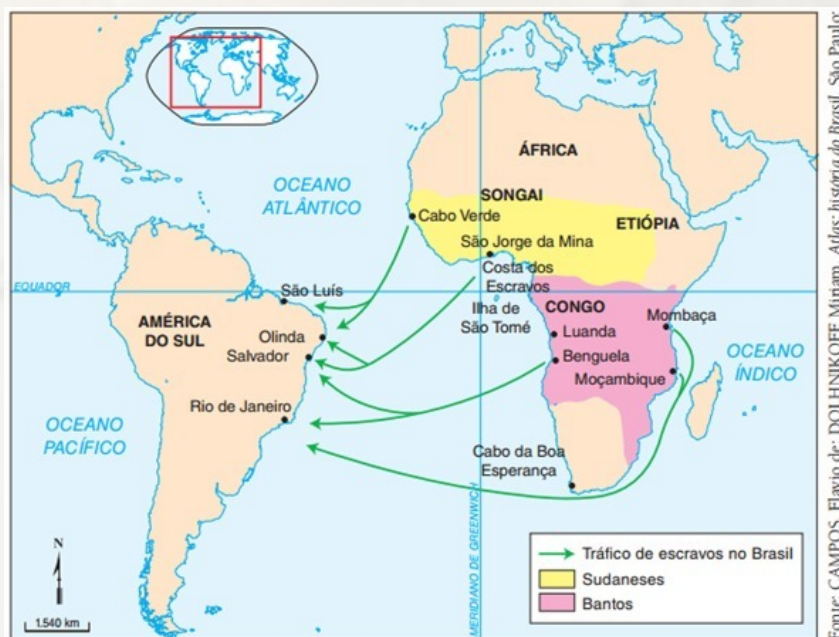 OCEANO
ATLÂNTICO
ÁFRICA
SONGAI
Cabo Verde
ETIÓPIA
São Jorge da Mina
Costa dos
Escravos
EQUADOR
São Luís
Ilha de
São Tomé
CONGO
Mombaça
AMÉRICA
DO SUL
Olinda
Salvador
Luanda
Benguela
Moçambique
OCEANO
ÍNDICO
Rio de Janeiro
OCEANO
PACÍFICO
Cabo da Boa
Esperança
MERIDIANO DE GREENWICH
N
1.540 km
Tráfico de escravos no Brasil
Sudaneses
Bantos
Fonte: CAMPOS, Flavio de; DOLHNIKOFF, Miriam. Atlas: história do Brasil. São Paulo: